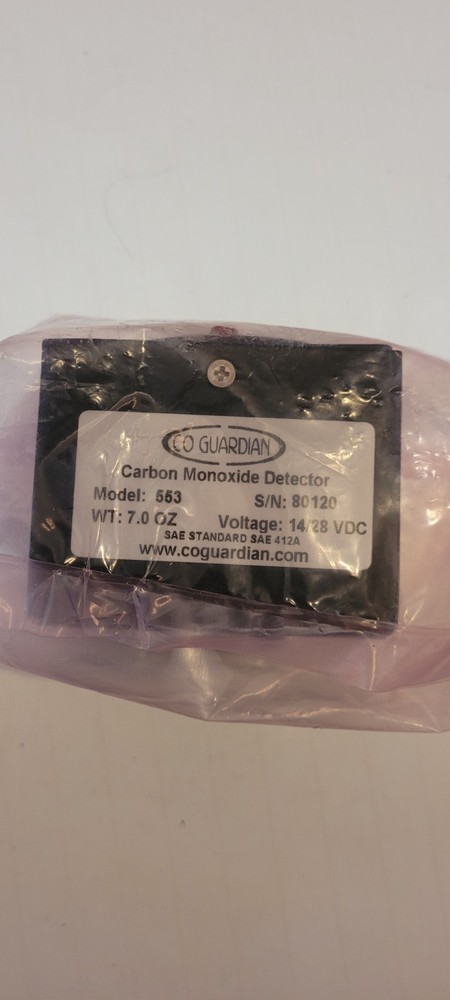 CO GUARDIAN
Carbon Monoxide Detector
Model: 553 S/N: 80120
WT: 7.0 OZ Voltage: 14/28 VDC
SAE STANDARD SAE 412A
www.coguardian.com